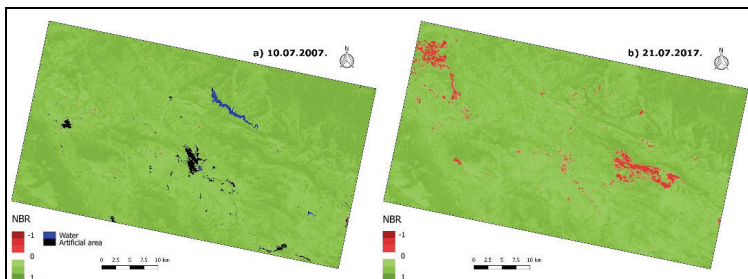 a) 10.07.2007.
N
NBR
-1
0
1
Water
Artificial area
0 2.5 5 7.5 10 km
b) 21.07.2017.
N
NBR
-1
0
1
0 2.5 5 7.5 10 km